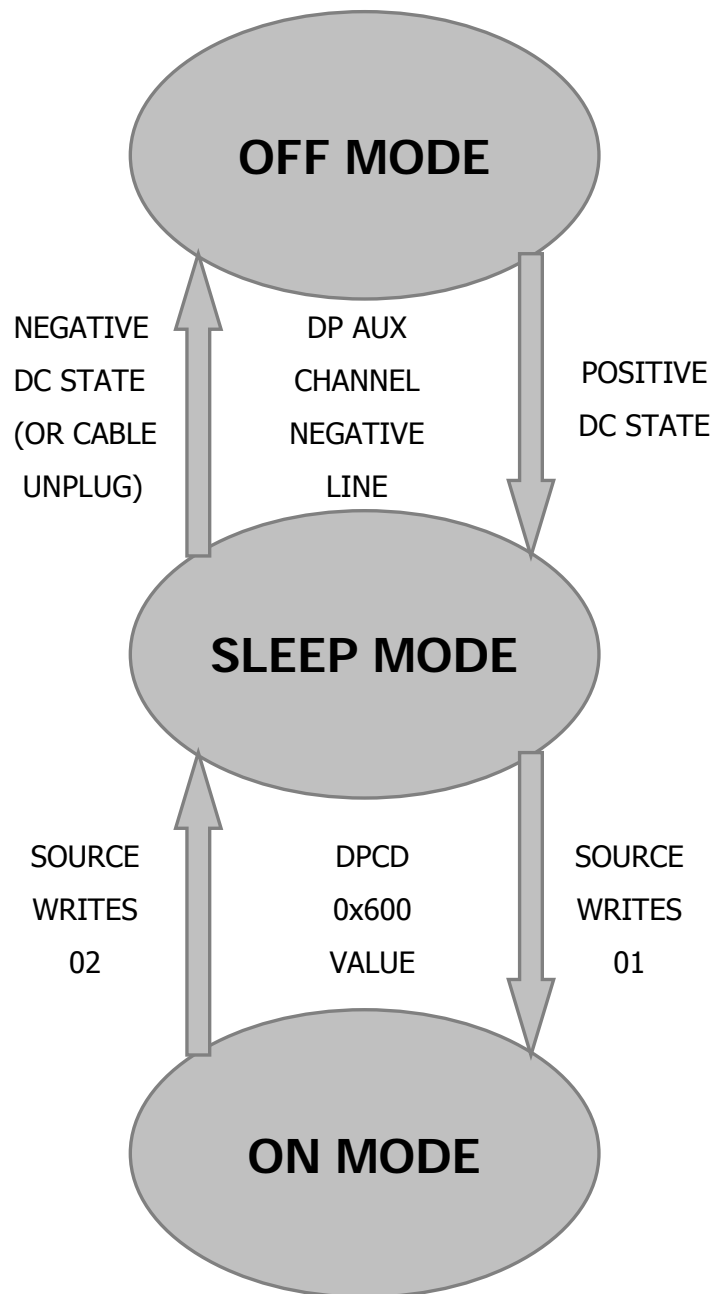 OFF MODE
NEGATIVE
DC STATE
(OR CABLE
UNPLUG)
DP AUX
CHANNEL
NEGATIVE
LINE
POSITIVE
DC STATE
SLEEP MODE
SOURCE
WRITES
02
DPCD
0x600
VALUE
SOURCE
WRITES
01
ON MODE